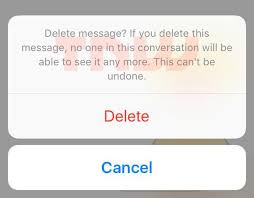 Delete message? If you delete this
message, no one in this conversation will be
able to see it any more. This can't be
undone.
Delete
Cancel